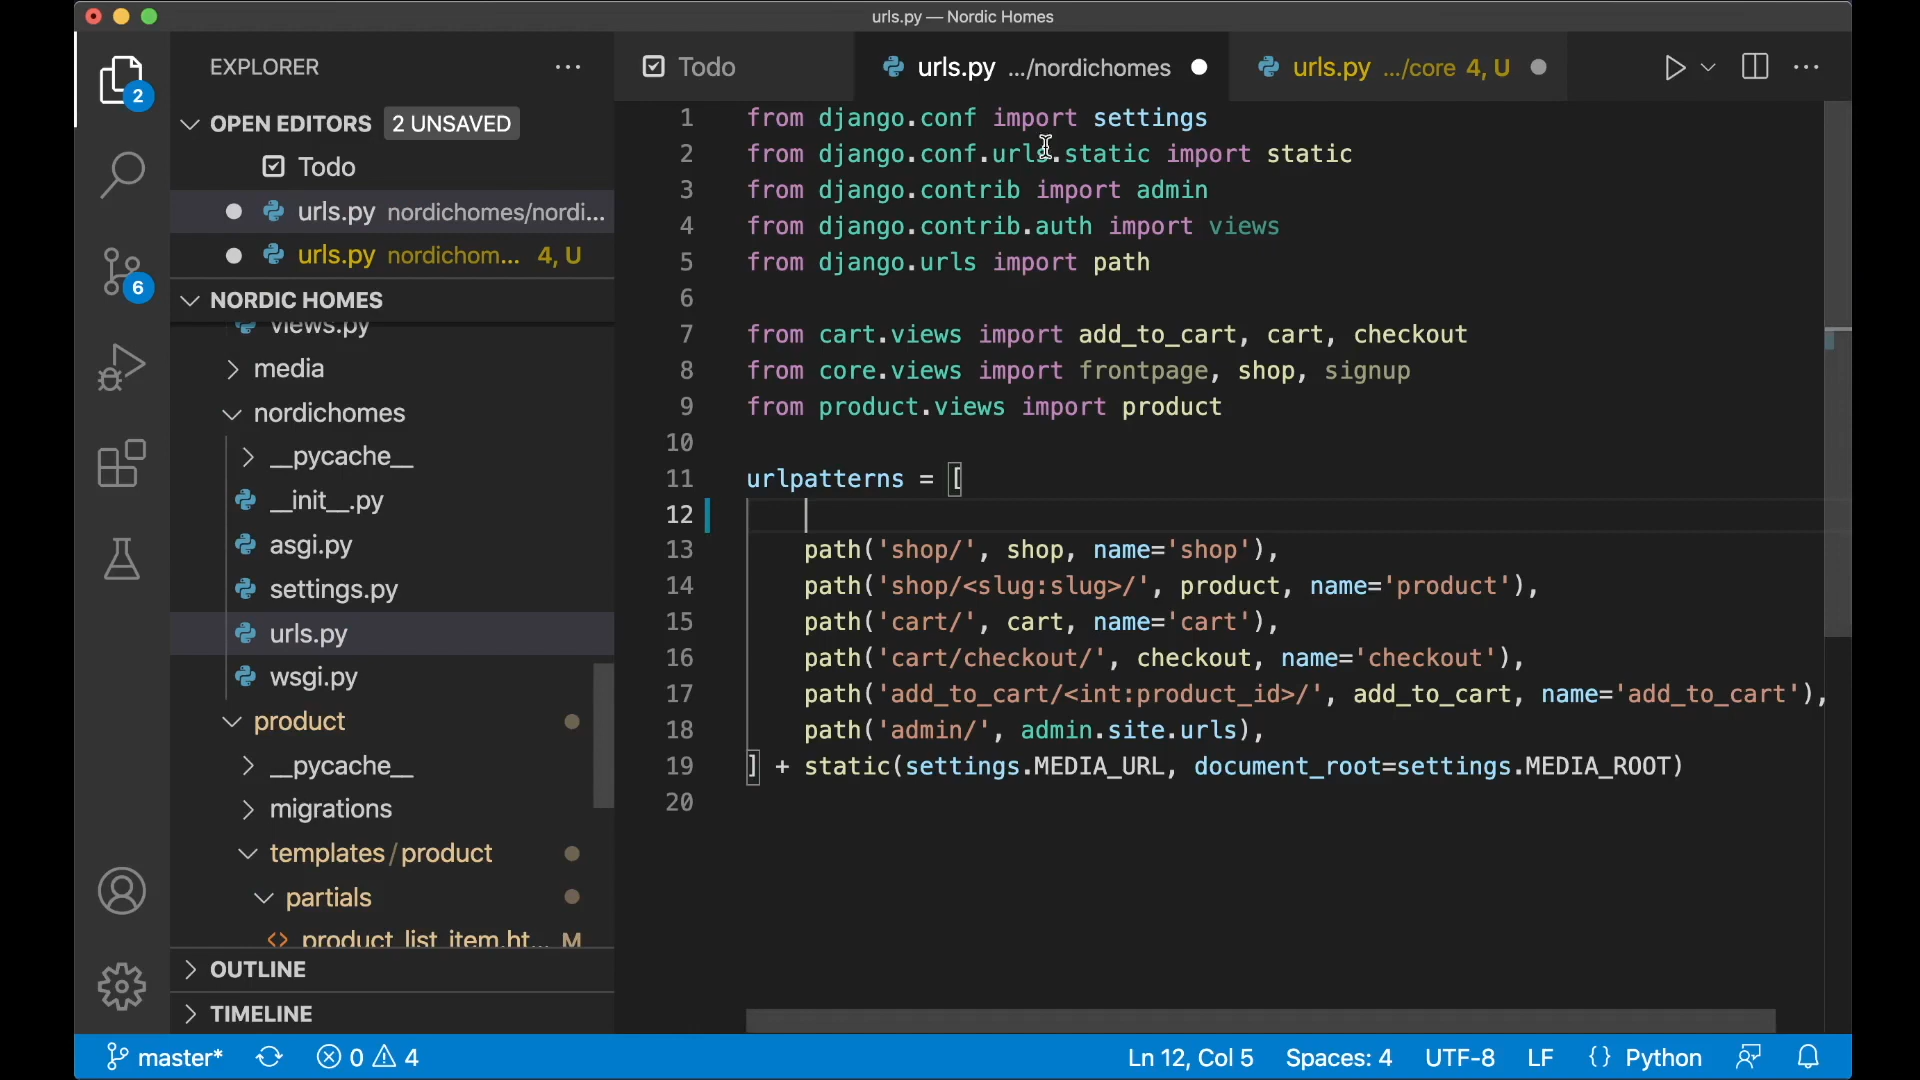 urls.py — Nordic Homes
EXPLORER
2
OPEN EDITORS 2 UNSAVED
Todo
urls.py nordichomes/nordi...
urls.py nordichom... 4, U
6
NORDIC HOMES
views.py
media
nordichomes
__pycache__
__init__.py
asgi.py
settings.py
urls.py
wsgi.py
product
__pycache__
migrations
templates/product
partials
product_list_item.ht... M
OUTLINE
TIMELINE
Todo
urls.py .../nordichomes
urls.py .../core 4, U
1 from django.conf import settings
2 from django.conf.urls.static import static
3 from django.contrib import admin
4 from django.contrib.auth import views
5 from django.urls import path
6
7 from cart.views import add_to_cart, cart, checkout
8 from core.views import frontpage, shop, signup
9 from product.views import product
10
11 urlpatterns = [
12
13 path('shop/', shop, name='shop'),
14 path('shop/<slug:slug>/', product, name='product'),
15 path('cart/', cart, name='cart'),
16 path('cart/checkout/', checkout, name='checkout'),
17 path('add_to_cart/<int:product_id>/', add_to_cart, name='add_to_cart'),
18 path('admin/', admin.site.urls),
19 ] + static(settings.MEDIA_URL, document_root=settings.MEDIA_ROOT)
20
master* 0 4 Ln 12, Col 5 Spaces: 4 UTF-8 LF {} Python